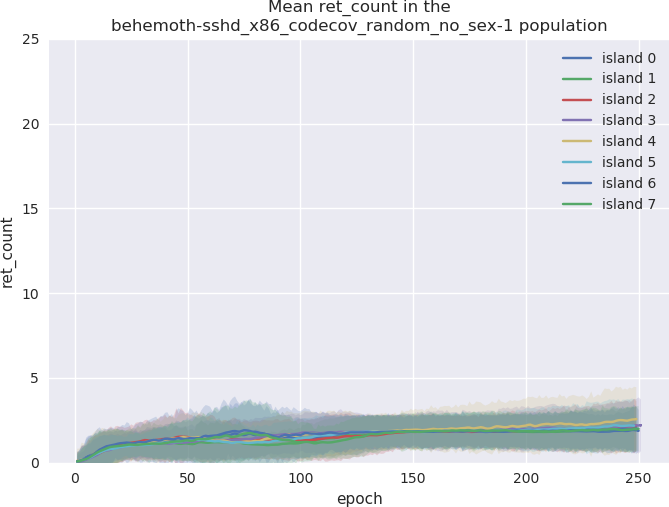 Mean ret_count in the
behemoth-sshd_x86_codecov_random_no_sex-1 population
25
20
15
10
5
0
ret_count
island 0
island 1
island 2
island 3
island 4
island 5
island 6
island 7
0
50
100
150
200
250
epoch